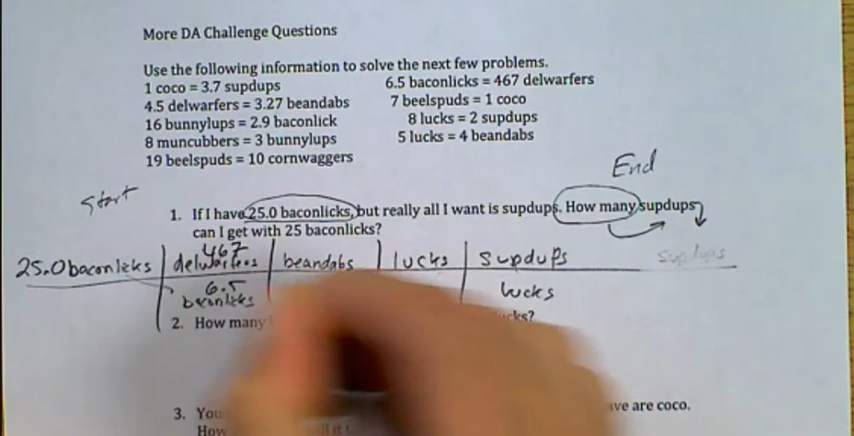 More DA Challenge Questions
Use the following information to solve the next few problems.
1 coco = 3.7 supdups 6.5 baconlicks = 467 delwarfers
4.5 delwarfers = 3.27 beandabs 7 beelspuds = 1 coco
16 bunnylups = 2.9 baconlick 8 lucks = 2 supdups
8 muncubbers = 3 bunnylups 5 lucks = 4 beandabs
19 beelspuds = 10 cornwaggers
End
Start
1. If I have 25.0 baconlicks, but really all I want is supdups. How many supdups
can I get with 25 baconlicks?
467
25.0 baconlicks beandabs lucks supdups supdups
6.5 lucks
baconlicks
2. How many
3. You ve are coco.
How